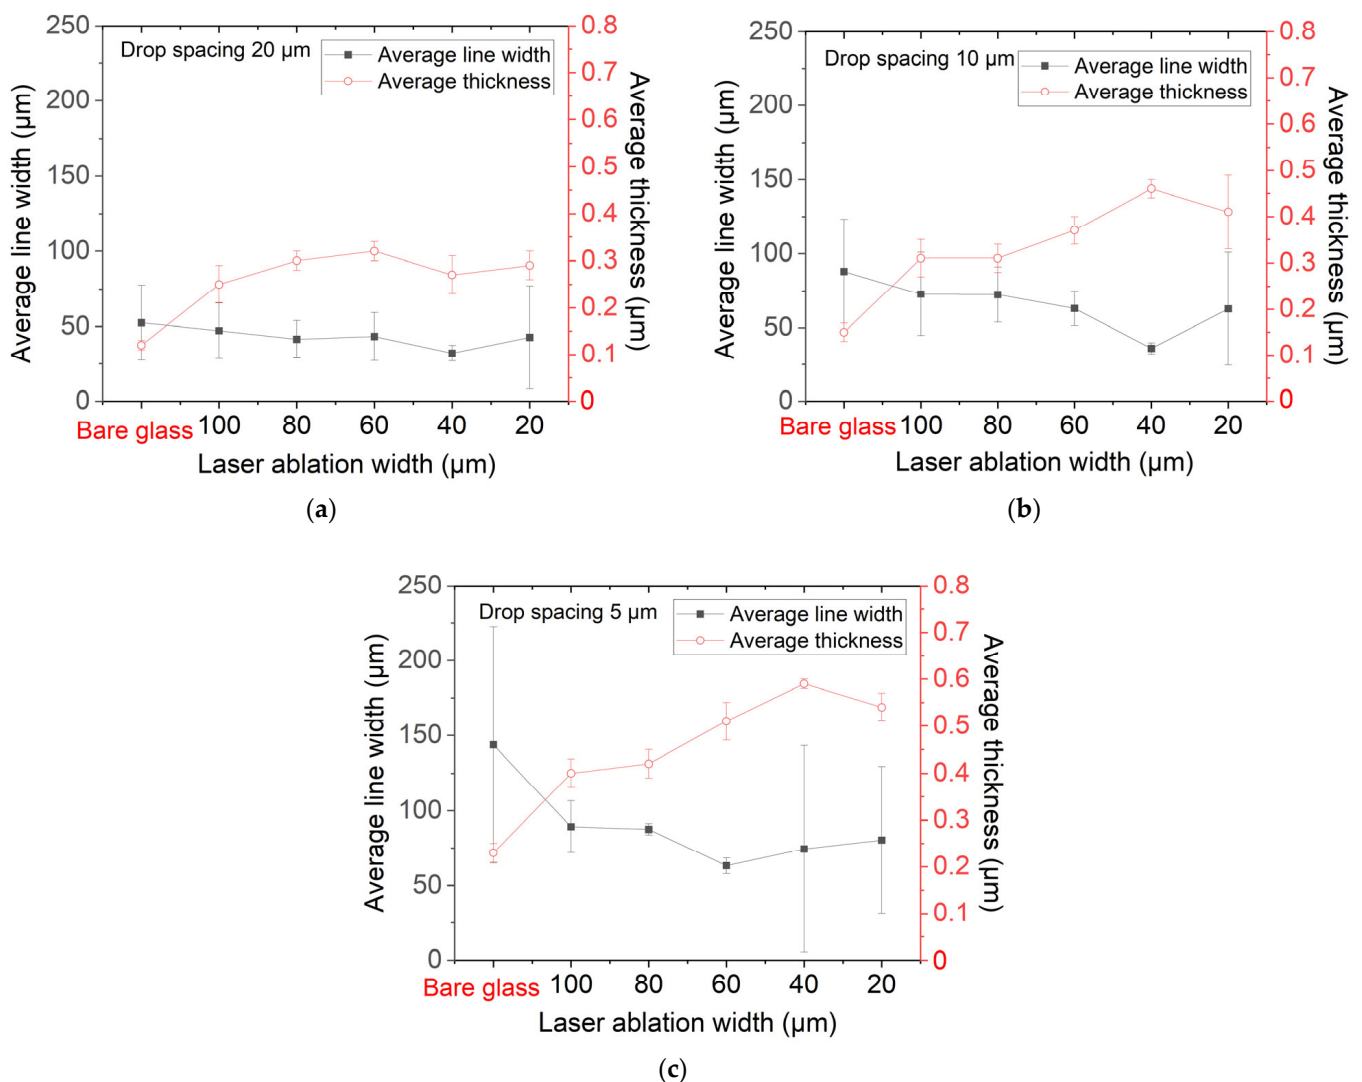 Drop spacing 20 µm
Average line width
Average thickness
250
200
150
100
50
0
Average line width (µm)
0.8
0.7
0.6
0.5
0.4
0.3
0.2
0.1
0
Average thickness (µm)
Bare glass 100 80 60 40 20
Laser ablation width (µm)
(a)
Drop spacing 10 µm
Average line width
Average thickness
250
200
150
100
50
0
Average line width (µm)
0.8
0.7
0.6
0.5
0.4
0.3
0.2
0.1
0
Average thickness (µm)
Bare glass 100 80 60 40 20
Laser ablation width (µm)
(b)
Drop spacing 5 µm
Average line width
Average thickness
250
200
150
100
50
0
Average line width (µm)
0.8
0.7
0.6
0.5
0.4
0.3
0.2
0.1
0
Average thickness (µm)
Bare glass 100 80 60 40 20
Laser ablation width (µm)
(c)